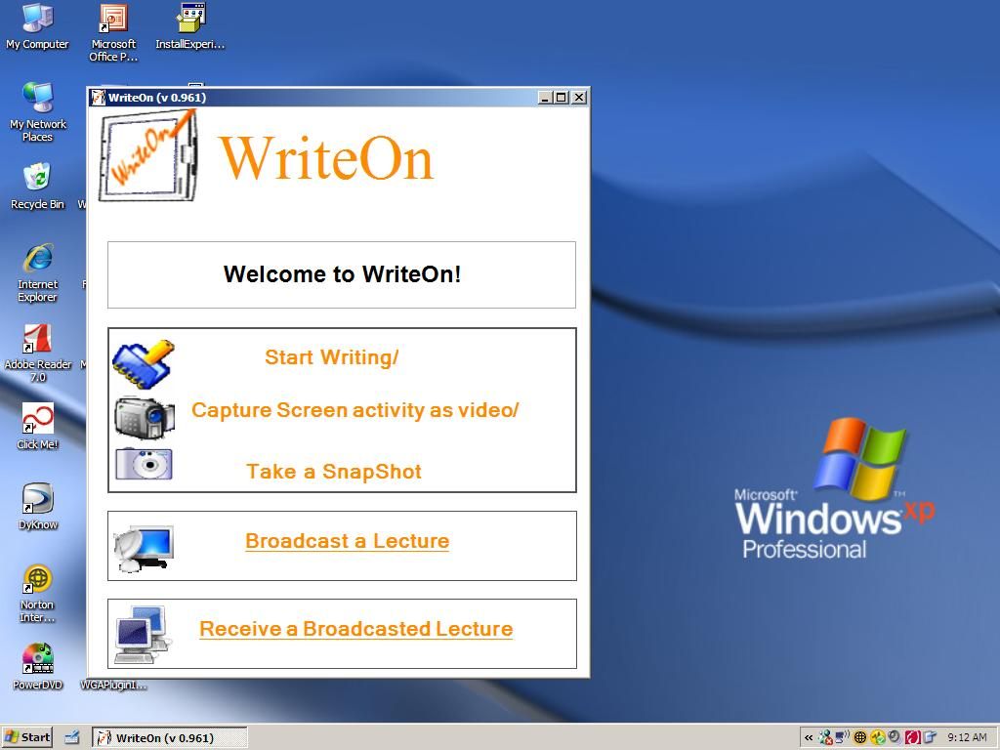 My Computer
Microsoft
Office P...
InstallExperi...
My Network
Places
Recycle Bin
W
Internet
Explorer
Adobe Reader
7.0
Click Me!
DyKnow
Norton
Inter...
PowerDVD
WGAPluginI...
WriteOn (v 0.961)
WriteOn
WriteOn
Welcome to WriteOn!
Start Writing/
Capture Screen activity as video/
Take a SnapShot
Broadcast a Lecture
Receive a Broadcasted Lecture
Microsoft
Windows xp
TM
Professional
Start
WriteOn (v 0.961)
9:12 AM